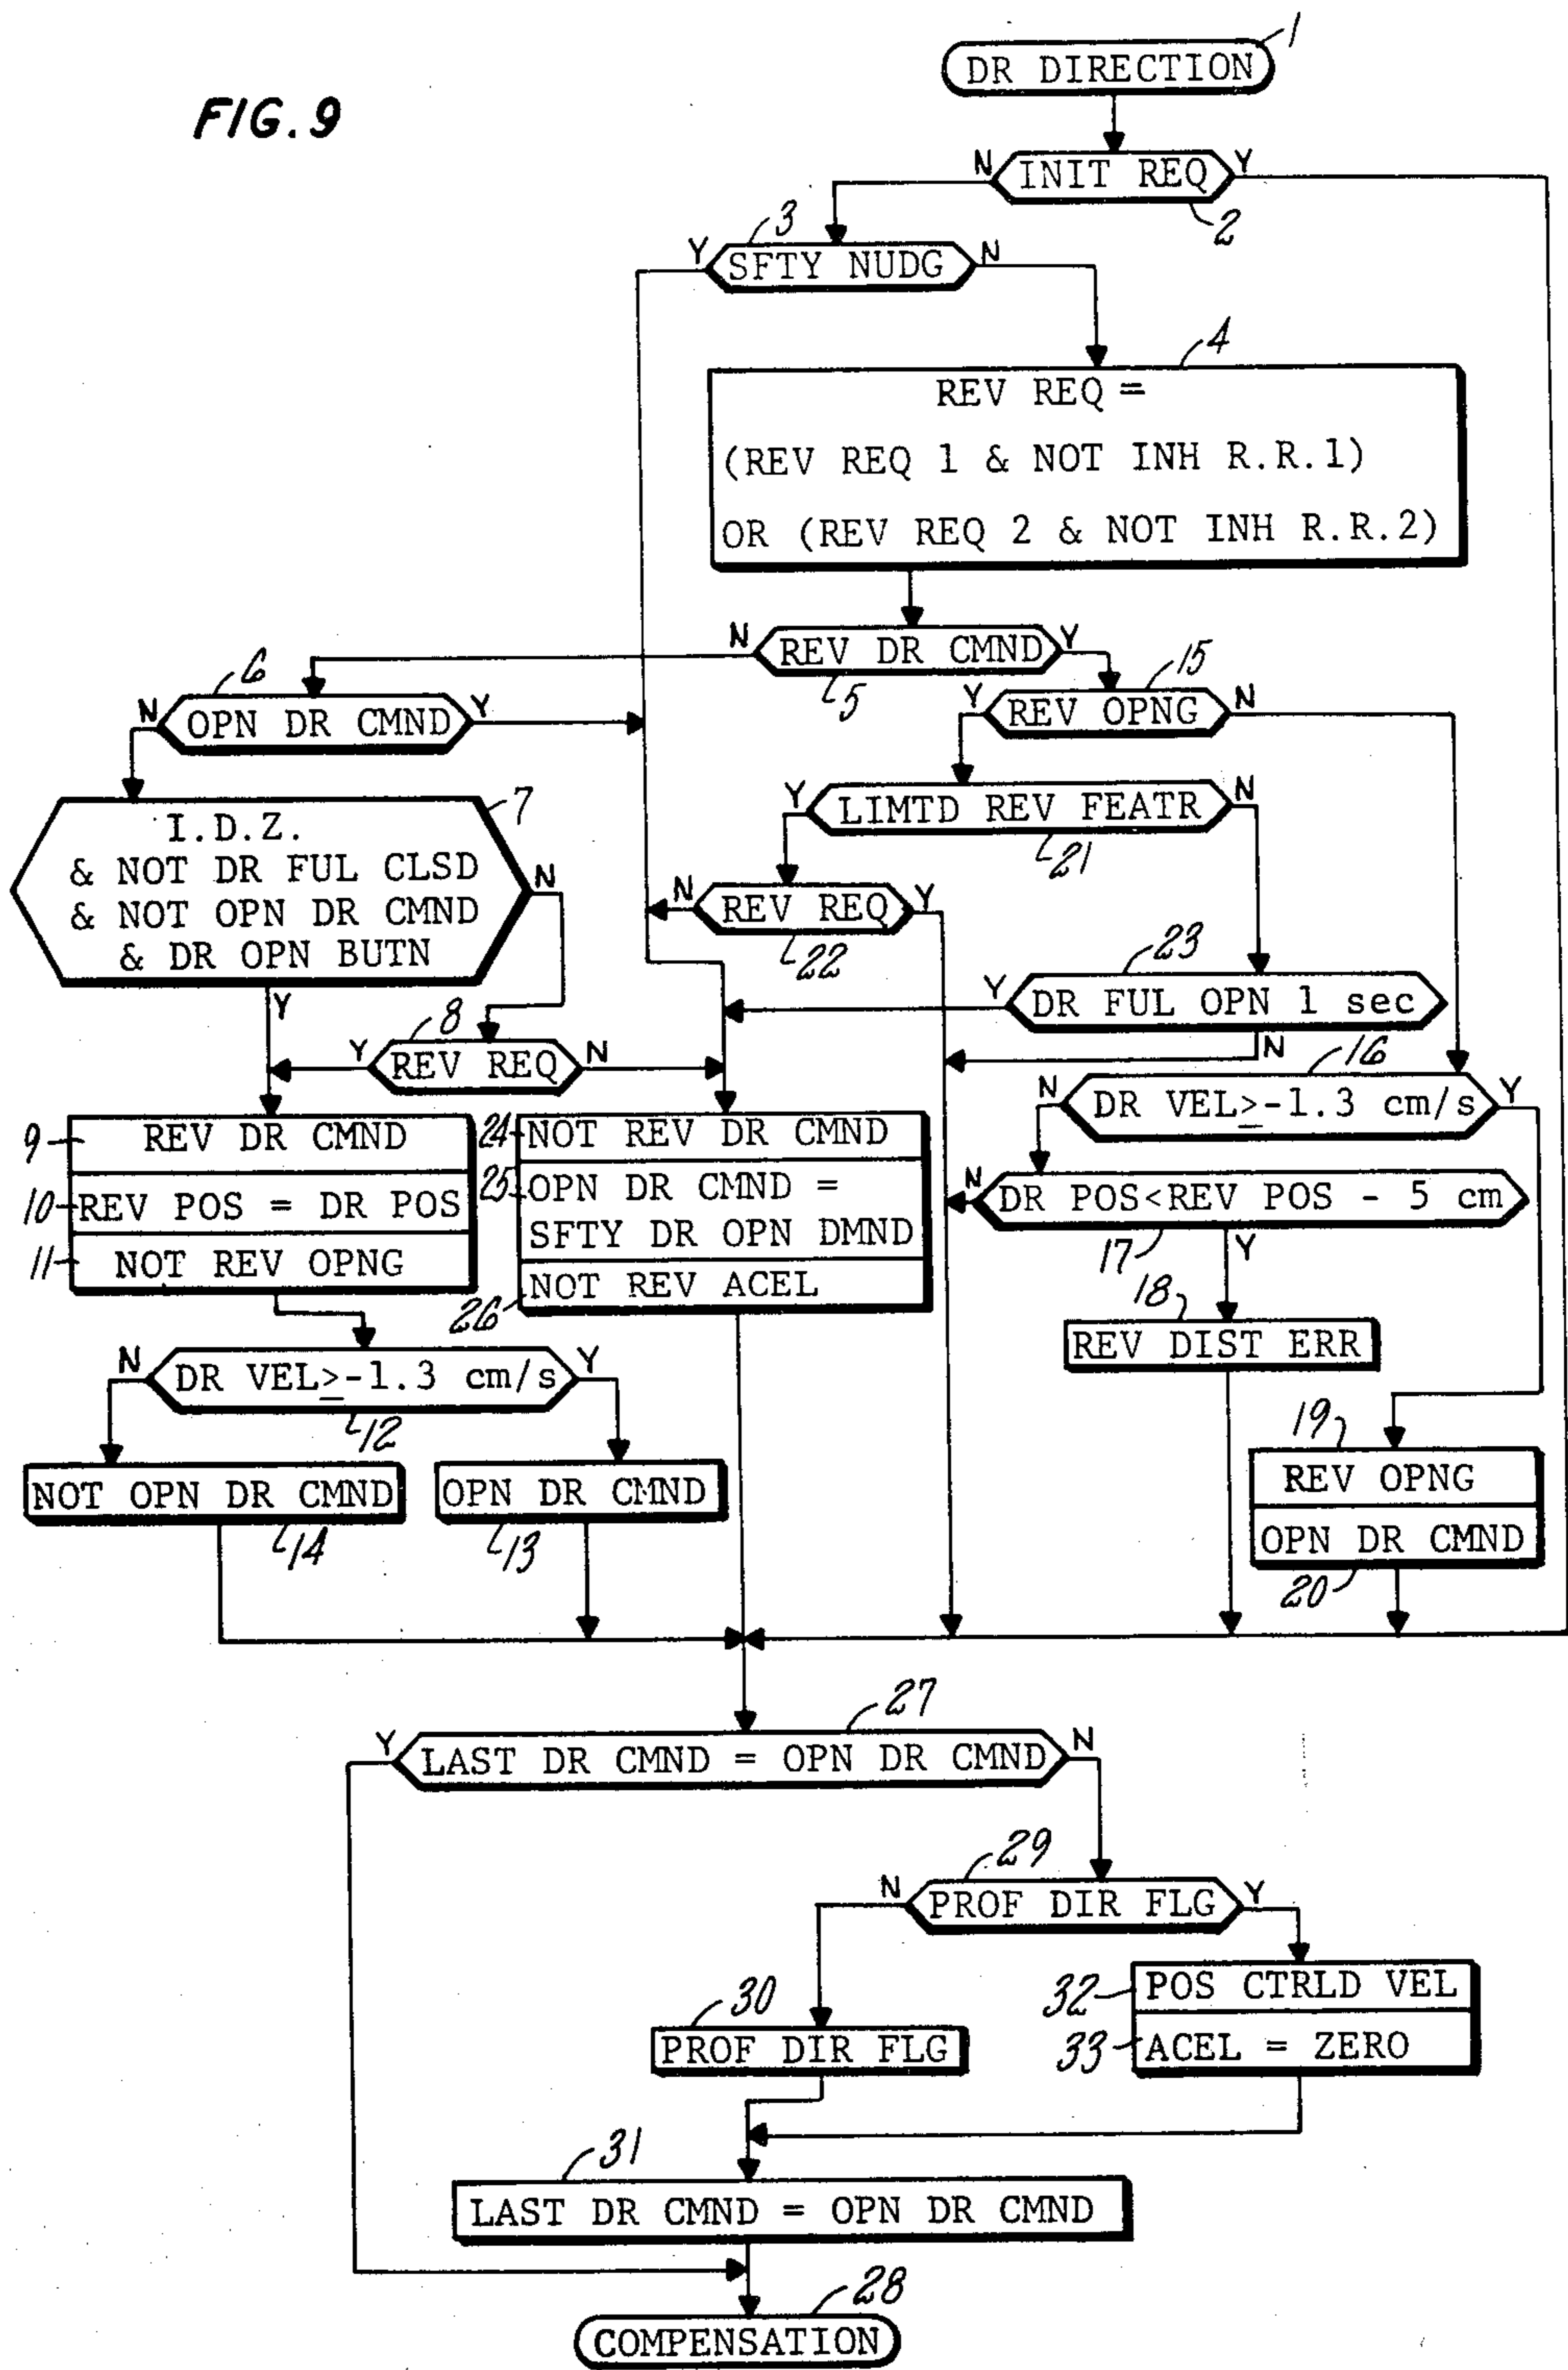 FIG. 9
1
DR DIRECTION
N INIT REQ Y
2
3
Y SFTY NUDG N
4
REV REQ =
(REV REQ 1 & NOT INH R.R.1)
OR (REV REQ 2 & NOT INH R.R.2)
N REV DR CMND Y
5
6
N OPN DR CMND Y
15
Y REV OPNG N
7
I.D.Z.
& NOT DR FUL CLSD
& NOT OPN DR CMND
& DR OPN BUTN
N
Y
Y LIMTD REV FEATR N
21
N REV REQ Y
22
23
Y DR FUL OPN 1 sec
N
8
Y REV REQ N
16
N DR VEL≥-1.3 cm/s Y
9 REV DR CMND
10 REV POS = DR POS
11 NOT REV OPNG
24 NOT REV DR CMND
25 OPN DR CMND =
SFTY DR OPN DMND
26 NOT REV ACEL
N DR POS<REV POS - 5 cm
17 Y
18
REV DIST ERR
N DR VEL≥-1.3 cm/s Y
12
NOT OPN DR CMND
14
OPN DR CMND
13
19
REV OPNG
OPN DR CMND
20
27
Y LAST DR CMND = OPN DR CMND N
29
N PROF DIR FLG Y
30
PROF DIR FLG
32 POS CTRLD VEL
33 ACEL = ZERO
31
LAST DR CMND = OPN DR CMND
28
COMPENSATION